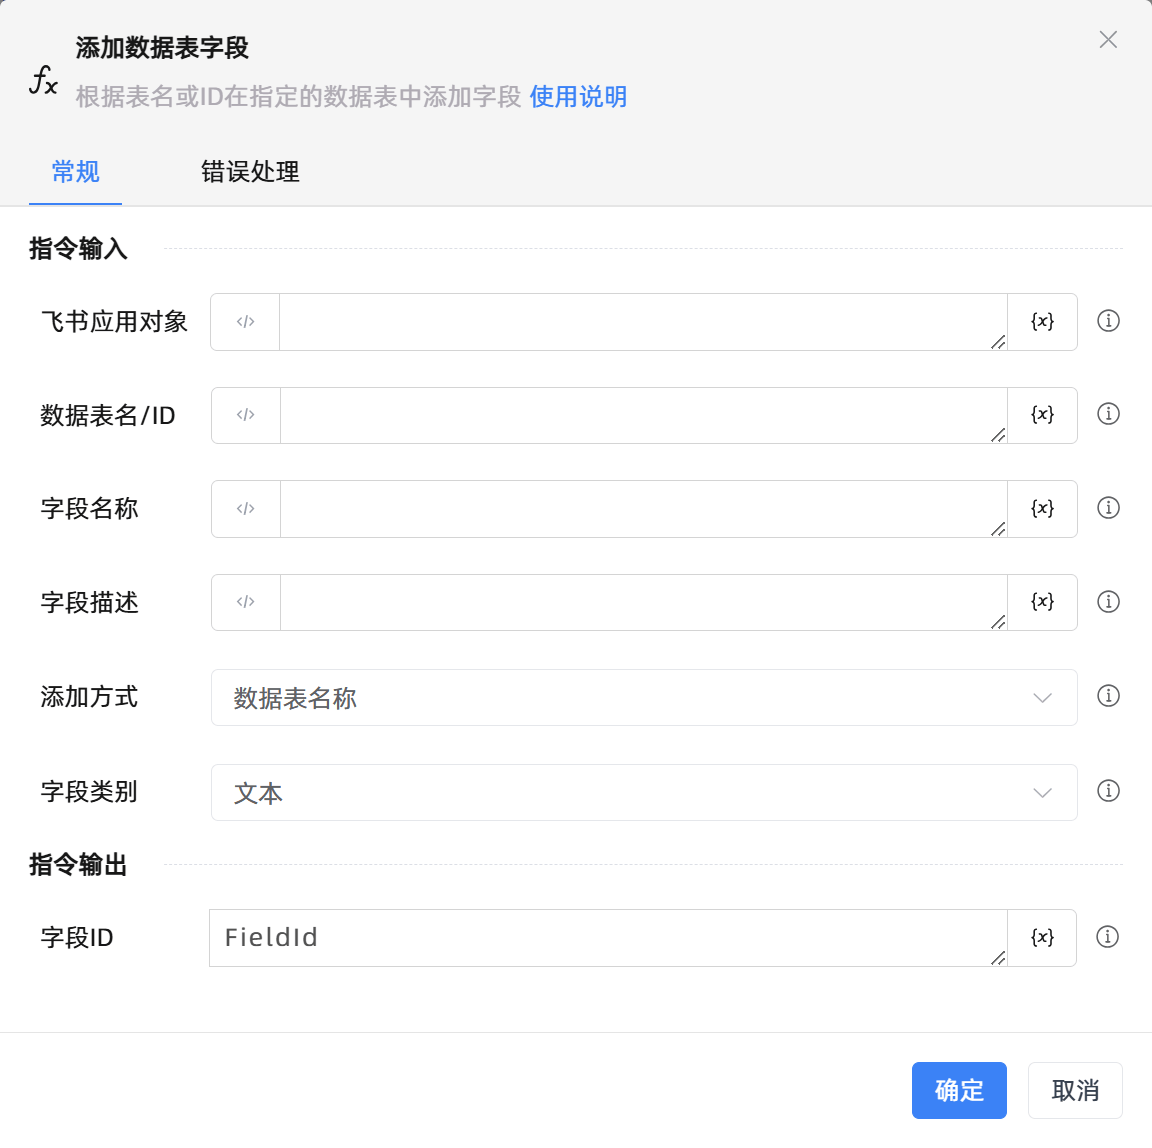 添加数据表字段
根据表名或ID在指定的数据表中添加字段 使用说明
常规 错误处理
指令输入
飞书应用对象 </> {x}
数据表名/ID </> {x}
字段名称 </> {x}
字段描述 </> {x}
添加方式 数据表名称
字段类别 文本
指令输出
字段ID FieldId {x}
确定 取消